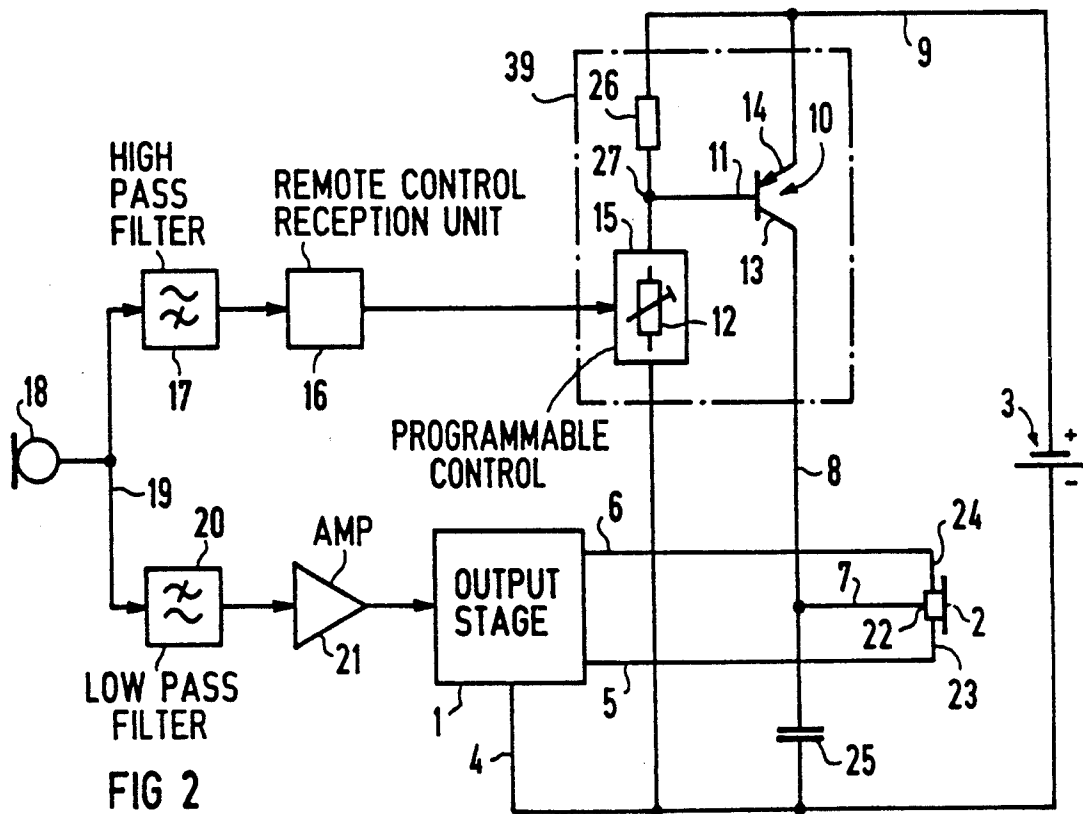 9
39
26
14
10
11
27
13
15
12
HIGH
PASS
FILTER
REMOTE CONTROL
RECEPTION UNIT
17
16
18
PROGRAMMABLE
CONTROL
3
+
-
8
19
20
AMP
6
24
OUTPUT
STAGE
7
22
2
21
23
LOW PASS
FILTER
1
5
4
25
FIG 2